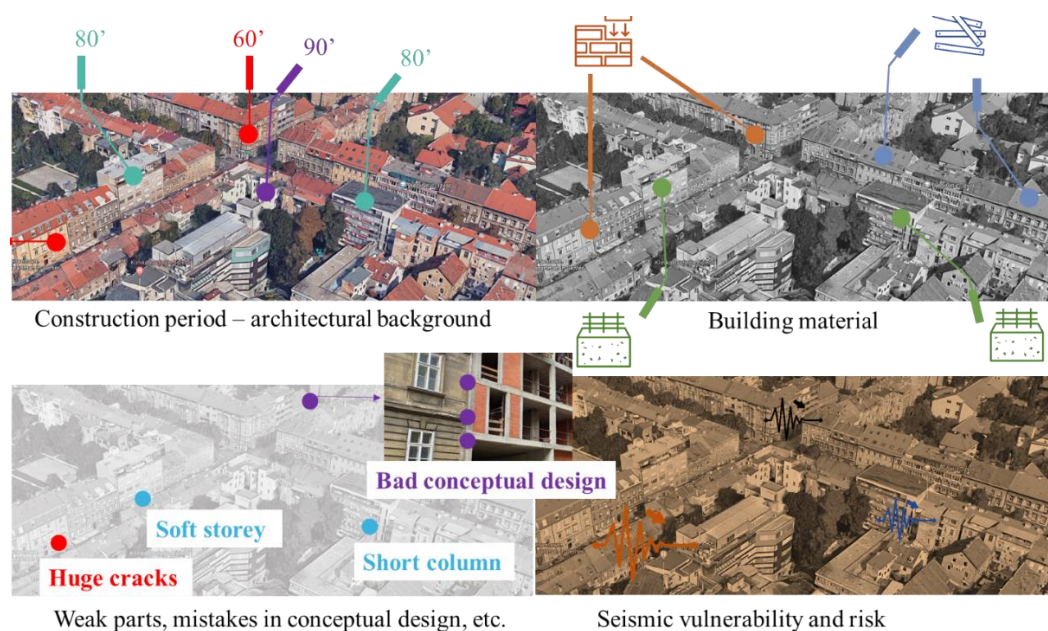 80’
60’
90’
80’
Construction period – architectural background
Building material
Bad conceptual design
Soft storey
Short column
Huge cracks
Weak parts, mistakes in conceptual design, etc.
Seismic vulnerability and risk